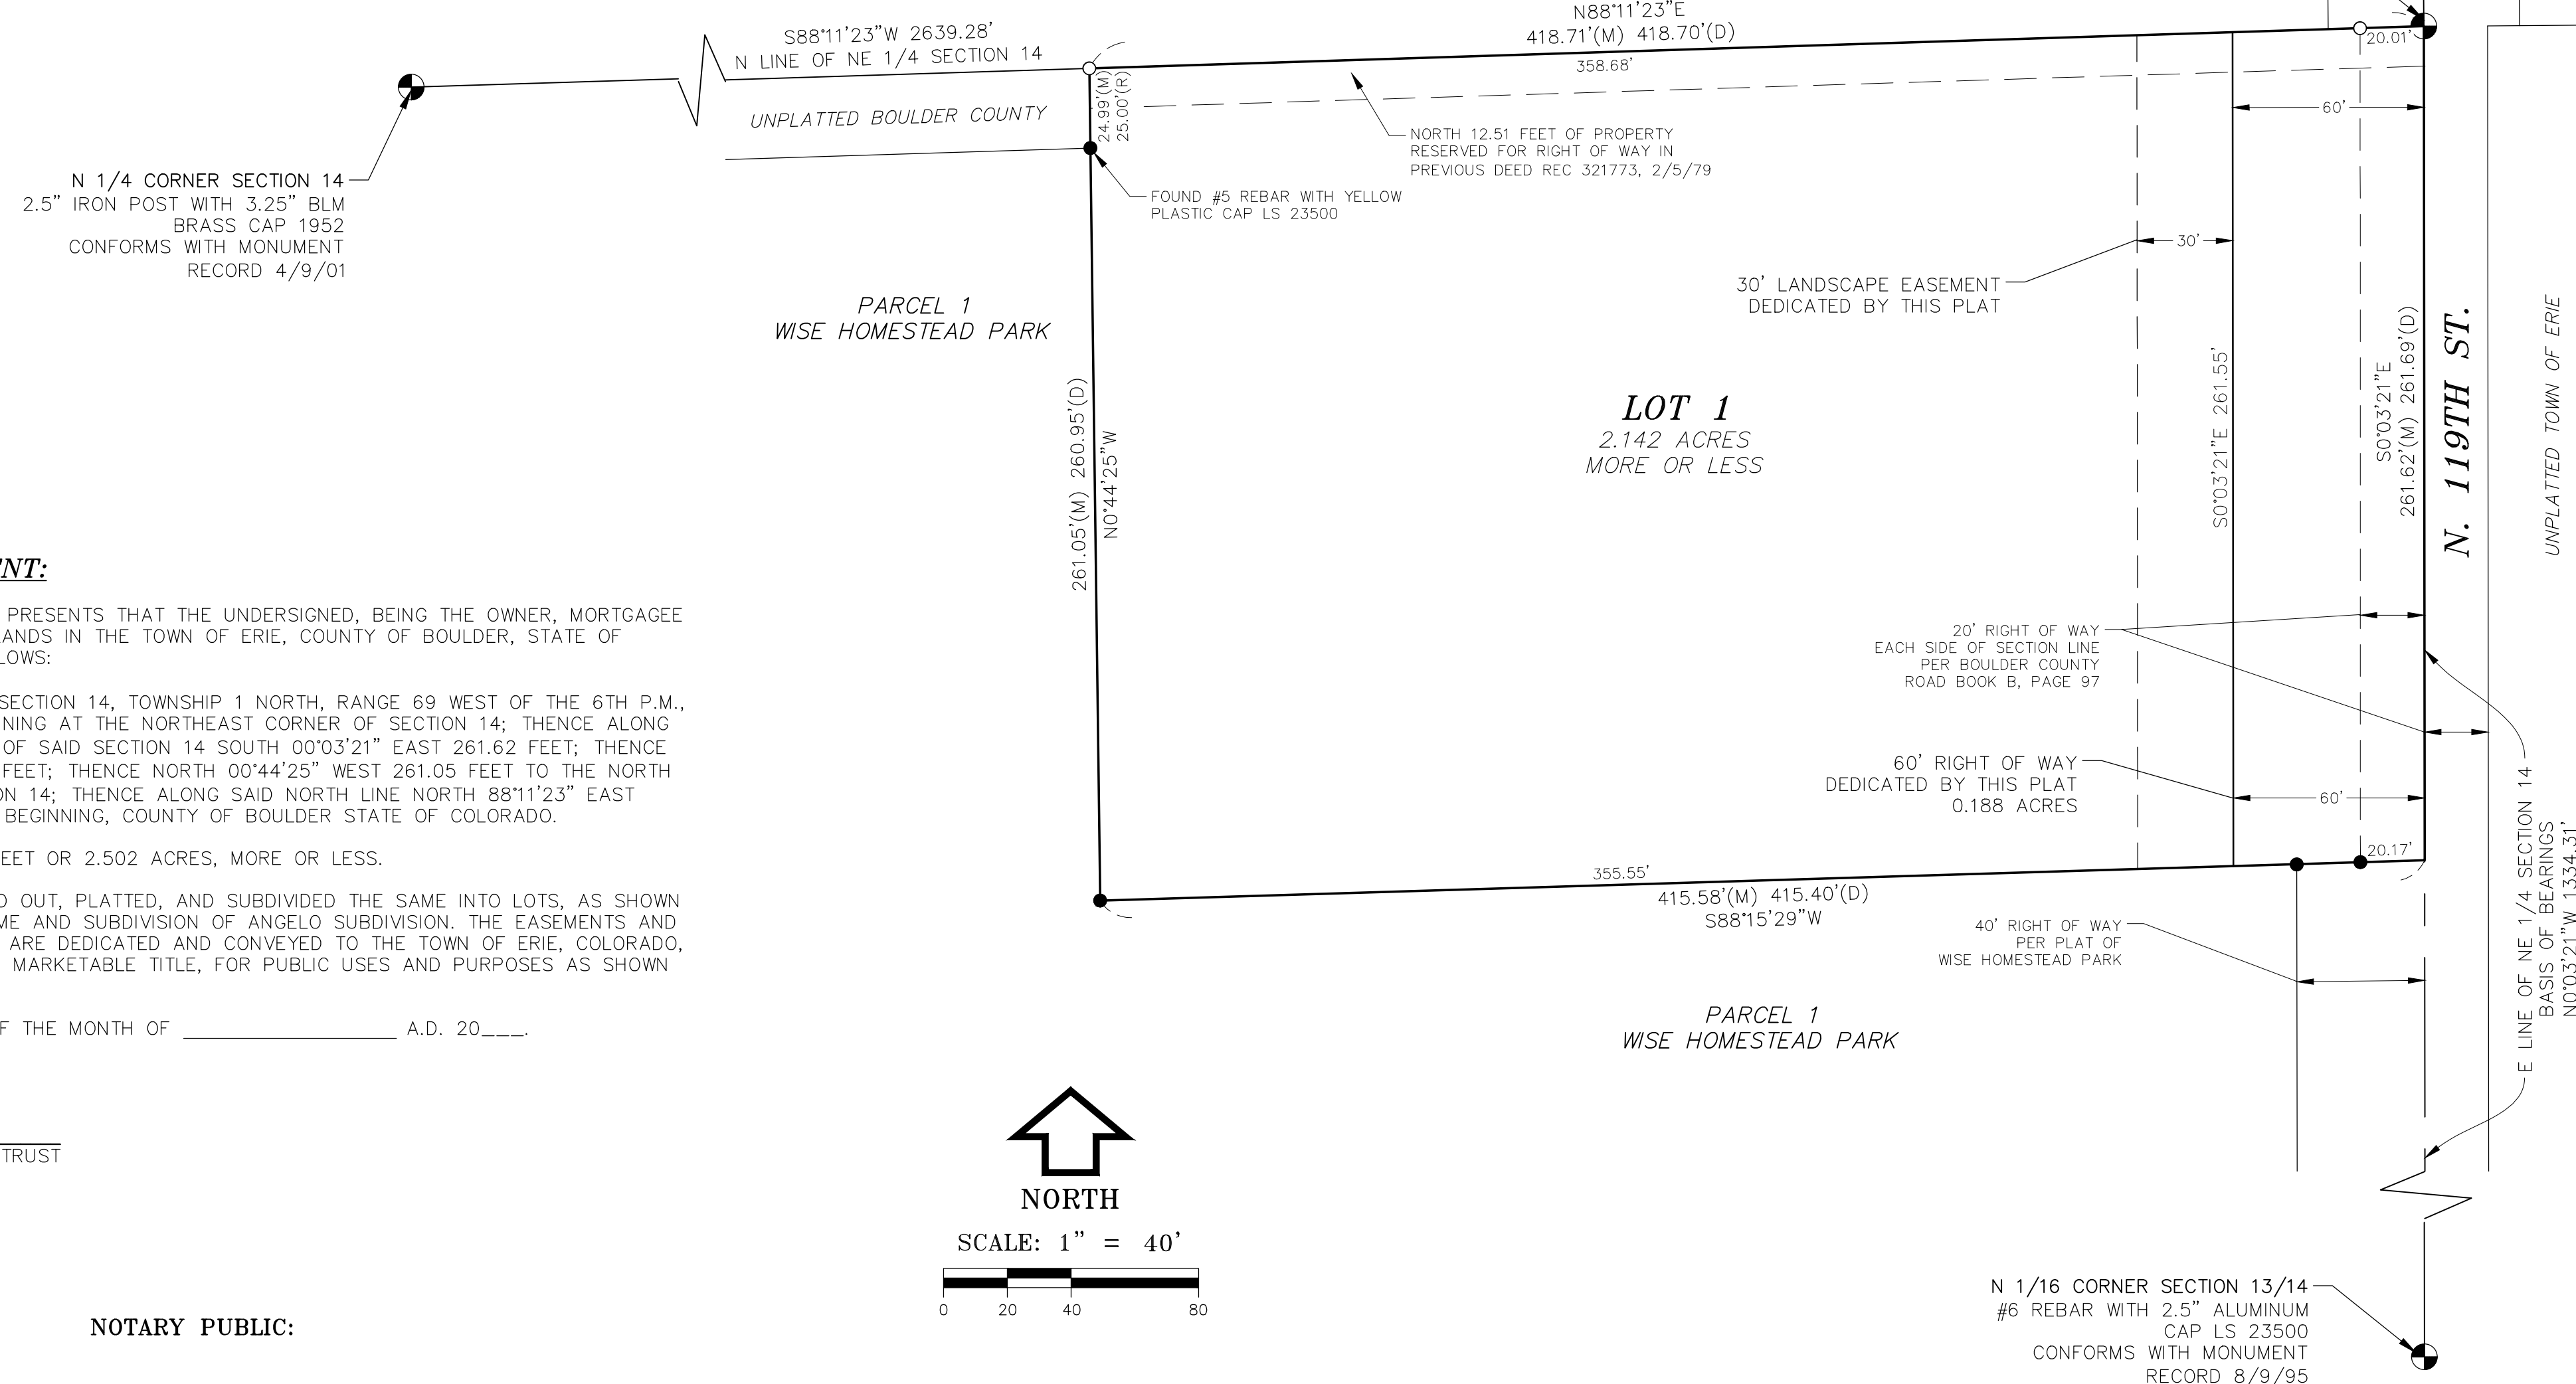 S88°11'23"W 2639.28'
N LINE OF NE 1/4 SECTION 14
N88°11'23"E
418.71'(M) 418.70'(D)
358.68'
20.01'
UNPLATTED BOULDER COUNTY
24.99'(M)
25.00'(R)
60'
NORTH 12.51 FEET OF PROPERTY
RESERVED FOR RIGHT OF WAY IN
PREVIOUS DEED REC 321773, 2/5/79
N 1/4 CORNER SECTION 14
2.5" IRON POST WITH 3.25" BLM
BRASS CAP 1952
CONFORMS WITH MONUMENT
RECORD 4/9/01
FOUND #5 REBAR WITH YELLOW
PLASTIC CAP LS 23500
30'
30' LANDSCAPE EASEMENT
DEDICATED BY THIS PLAT
PARCEL 1
WISE HOMESTEAD PARK
261.05'(M) 260.95'(D)
N0°44'25"W
LOT 1
2.142 ACRES
MORE OR LESS
S0°03'21"E 261.55'
S0°03'21"E
261.62'(M) 261.69'(D)
N. 119TH ST.
UNPLATTED TOWN OF ERIE
20' RIGHT OF WAY
EACH SIDE OF SECTION LINE
PER BOULDER COUNTY
ROAD BOOK B, PAGE 97
60' RIGHT OF WAY
DEDICATED BY THIS PLAT
0.188 ACRES
60'
20.17'
355.55'
415.58'(M) 415.40'(D)
S88°15'29"W
40' RIGHT OF WAY
PER PLAT OF
WISE HOMESTEAD PARK
PARCEL 1
WISE HOMESTEAD PARK
E LINE OF NE 1/4 SECTION 14
BASIS OF BEARINGS
N0°03'21"W 1334.31'
NT:
PRESENTS THAT THE UNDERSIGNED, BEING THE OWNER, MORTGAGEE
ANDS IN THE TOWN OF ERIE, COUNTY OF BOULDER, STATE OF
LOWS:
SECTION 14, TOWNSHIP 1 NORTH, RANGE 69 WEST OF THE 6TH P.M.,
NING AT THE NORTHEAST CORNER OF SECTION 14; THENCE ALONG
OF SAID SECTION 14 SOUTH 00°03'21" EAST 261.62 FEET; THENCE
FEET; THENCE NORTH 00°44'25" WEST 261.05 FEET TO THE NORTH
ON 14; THENCE ALONG SAID NORTH LINE NORTH 88°11'23" EAST
BEGINNING, COUNTY OF BOULDER STATE OF COLORADO.
EET OR 2.502 ACRES, MORE OR LESS.
D OUT, PLATTED, AND SUBDIVIDED THE SAME INTO LOTS, AS SHOWN
ME AND SUBDIVISION OF ANGELO SUBDIVISION. THE EASEMENTS AND
ARE DEDICATED AND CONVEYED TO THE TOWN OF ERIE, COLORADO,
MARKETABLE TITLE, FOR PUBLIC USES AND PURPOSES AS SHOWN
F THE MONTH OF ____________________ A.D. 20___.
TRUST
NORTH
SCALE: 1" = 40'
0 20 40 80
NOTARY PUBLIC:
N 1/16 CORNER SECTION 13/14
#6 REBAR WITH 2.5" ALUMINUM
CAP LS 23500
CONFORMS WITH MONUMENT
RECORD 8/9/95